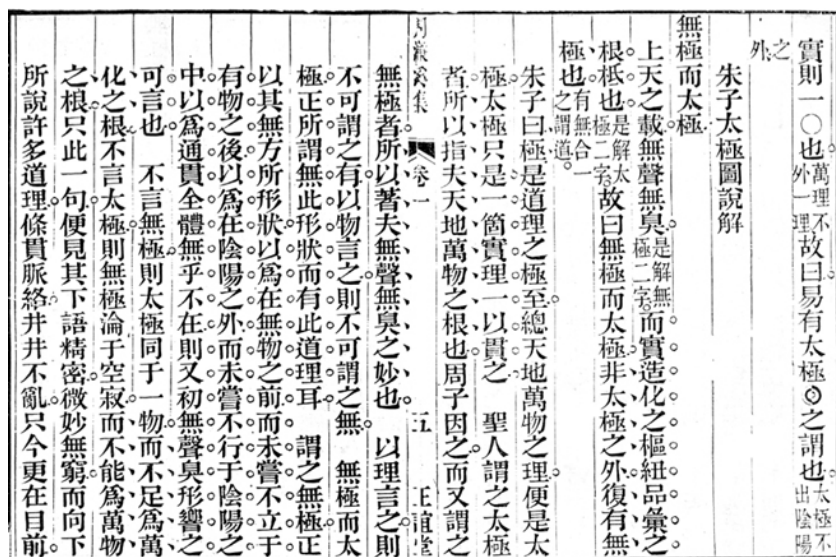 實則一○也萬理不外一理故曰易有太極之謂也太極不出陰陽
之外
朱子太極圖說解
無極而太極
上天之載無聲無臭是解無極二字而實造化之樞紐品彙之
根柢也是解太極二字故曰無極而太極非太極之外復有無
極也有無合一之謂道
朱子曰極是道理之極至總天地萬物之理便是太
極太極只是一箇實理一以貫之 聖人謂之太極
者所以指夫天地萬物之根也周子因之而又謂之
周濂溪集 卷一 五 正誼堂
無極者所以著夫無聲無臭之妙也 以理言之則
不可謂之有以物言之則不可謂之無 無極而太
極正所謂無此形狀而有此道理耳 謂之無極正
以其無方所形狀以為在無物之前而未嘗不立于
有物之後以為在陰陽之外而未嘗不行于陰陽之
中以為通貫全體無乎不在則又初無聲臭形響之
可言也 不言無極則太極同于一物而不足為萬
化之根不言太極則無極淪于空寂而不能為萬物
之根只此一句便見其下語精密微妙無窮而向下
所說許多道理條貫脈絡井井不亂只今更在目前